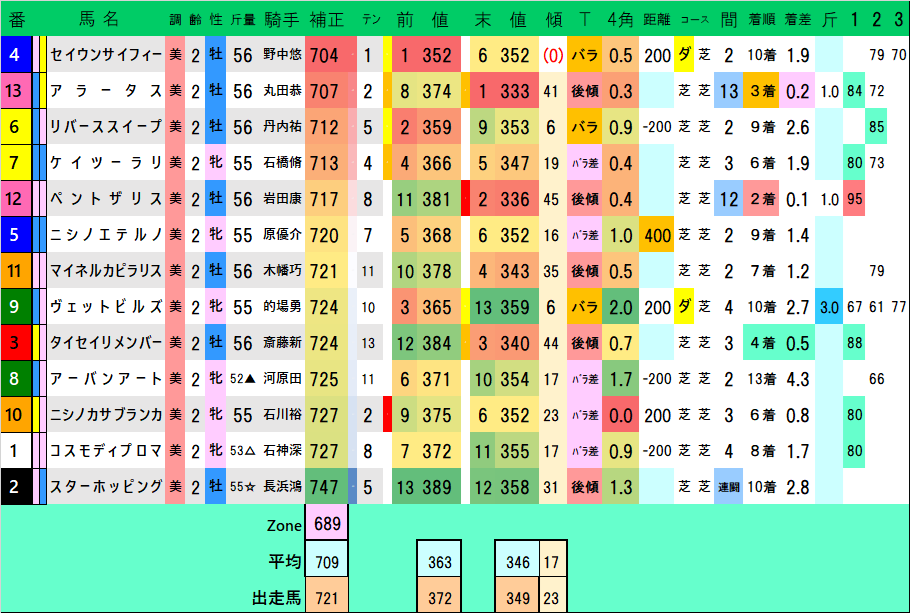 番 馬名 調 齢 性 斤量 騎手 補正 テン 前 値 末 値 傾 T 4角 距離 コース 間 着順 着差 斤 1 2 3
4 セイウンサイフィー 美 2 牡 56 野中悠 704 1 1 352 6 352 (0) バラ 0.5 200 ダ 芝 2 10着 1.9 79 70
13 アラータス 美 2 牡 56 丸田恭 707 2 8 374 1 333 41 後傾 0.3 芝 芝 13 3着 0.2 1.0 84 72
6 リバーススイープ 美 2 牡 56 丹内祐 712 5 2 359 9 353 6 バラ 0.9 -200 芝 芝 2 9着 2.6 85
7 ケイツーラリ 美 2 牝 55 石橋脩 713 4 4 366 5 347 19 バラ差 0.4 芝 芝 3 6着 1.9 80 73
12 ペントザリス 美 2 牡 56 岩田康 717 8 11 381 2 336 45 後傾 0.4 芝 芝 12 2着 0.1 1.0 95
5 ニシノエテルノ 美 2 牝 55 原優介 720 7 5 368 6 352 16 バラ差 1.0 400 芝 芝 2 9着 1.4
11 マイネルカピラリス 美 2 牡 56 木幡巧 721 11 10 378 4 343 35 後傾 0.5 芝 芝 2 7着 1.2 79
9 ヴェットビルズ 美 2 牝 55 的場勇 724 10 3 365 13 359 6 バラ 2.0 200 ダ 芝 4 10着 2.7 3.0 67 61 77
3 タイセイリメンバー 美 2 牡 56 斎藤新 724 13 12 384 3 340 44 後傾 0.7 芝 芝 3 4着 0.5 88
8 アーバンアート 美 2 牝 52▲ 河原田 725 11 6 371 10 354 17 バラ差 1.7 -200 芝 芝 2 13着 4.3 66
10 ニシノカサブランカ 美 2 牝 55 石川裕 727 2 9 375 6 352 23 バラ差 0.0 200 芝 芝 3 6着 0.8 80
1 コスモディプロマ 美 2 牝 53△ 石神深 727 8 7 372 11 355 17 バラ差 0.9 -200 芝 芝 4 8着 1.7 80
2 スターホッピング 美 2 牡 55☆ 長浜鴻 747 5 13 389 12 358 31 後傾 1.3 芝 芝 連闘 10着 2.8
Zone 689
平均 709 363 346 17
出走馬 721 372 349 23